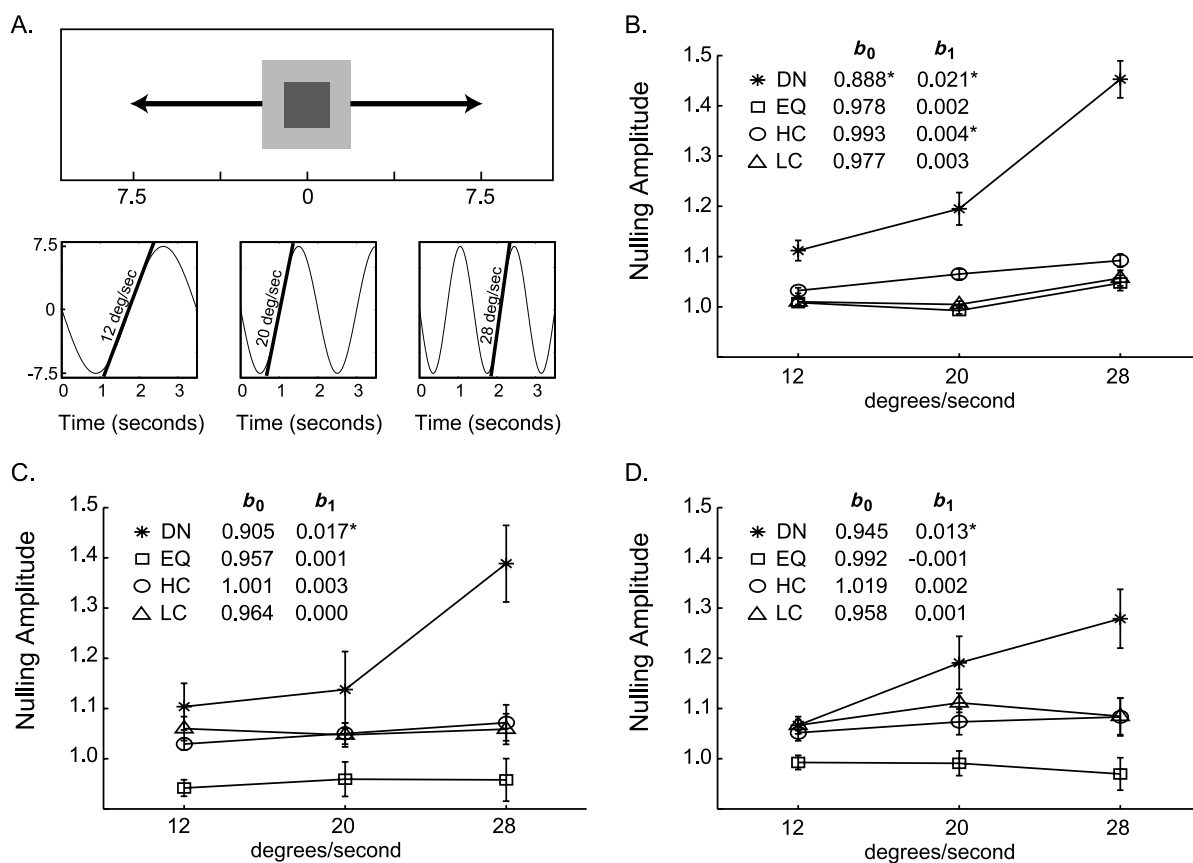 A.
7.5 0 7.5
7.5
0
-7.5
12 deg/sec
20 deg/sec
28 deg/sec
0 1 2 3
0 1 2 3
0 1 2 3
Time (seconds)
Time (seconds)
Time (seconds)
B.
b0 b1
DN 0.888* 0.021*
EQ 0.978 0.002
HC 0.993 0.004*
LC 0.977 0.003
Nulling Amplitude
1.5
1.4
1.3
1.2
1.1
1.0
12 20 28
degrees/second
C.
b0 b1
DN 0.905 0.017*
EQ 0.957 0.001
HC 1.001 0.003
LC 0.964 0.000
Nulling Amplitude
1.5
1.4
1.3
1.2
1.1
1.0
12 20 28
degrees/second
D.
b0 b1
DN 0.945 0.013*
EQ 0.992 -0.001
HC 1.019 0.002
LC 0.958 0.001
Nulling Amplitude
1.5
1.4
1.3
1.2
1.1
1.0
12 20 28
degrees/second